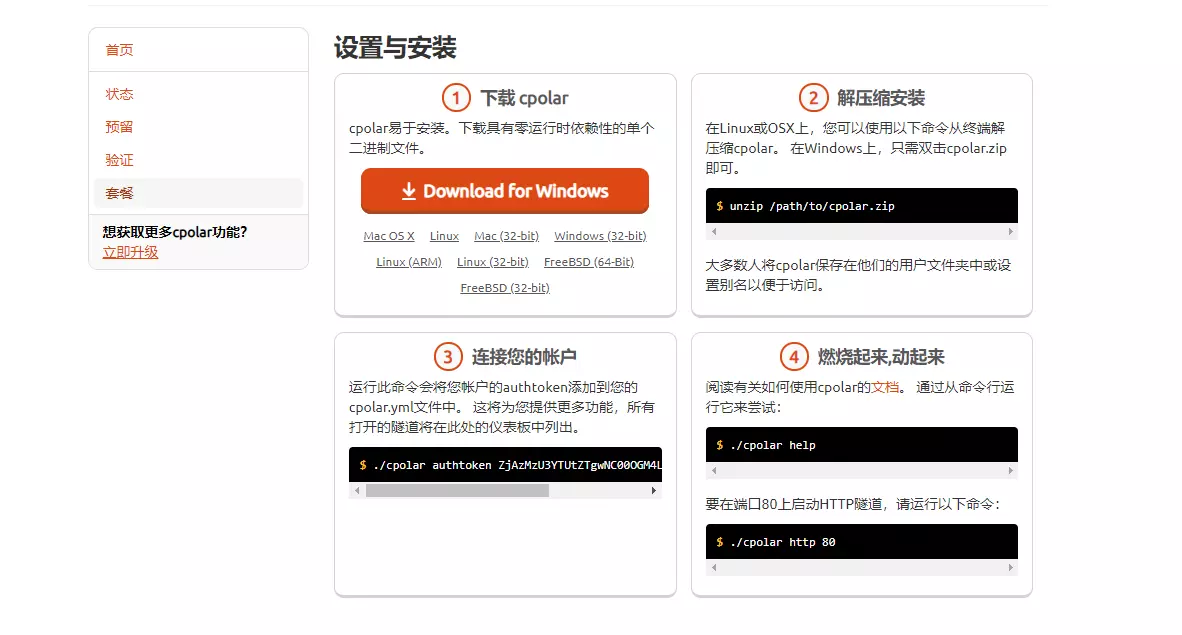 首页
状态
预留
验证
套餐
想获取更多cpolar功能?
立即升级
设置与安装
1 下载 cpolar
cpolar易于安装。下载具有零运行时依赖性的单个
二进制文件。
Download for Windows
Mac OS X Linux Mac (32-bit) Windows (32-bit)
Linux (ARM) Linux (32-bit) FreeBSD (64-Bit)
FreeBSD (32-bit)
2 解压缩安装
在Linux或OSX上，您可以使用以下命令从终端解
压缩cpolar。 在Windows上，只需双击cpolar.zip
即可。
$ unzip /path/to/cpolar.zip
大多数人将cpolar保存在他们的用户文件夹中或设
置别名以便于访问。
3 连接您的帐户
运行此命令会将您帐户的authtoken添加到您的
cpolar.yml文件中。 这将为您提供更多功能，所有
打开的隧道将在此处的仪表板中列出。
$ ./cpolar authtoken ZjAzMzU3YTUtZTgwNC00OGM4L
4 燃烧起来,动起来
阅读有关如何使用cpolar的文档。 通过从命令行运
行它来尝试：
$ ./cpolar help
要在端口80上启动HTTP隧道，请运行以下命令：
$ ./cpolar http 80